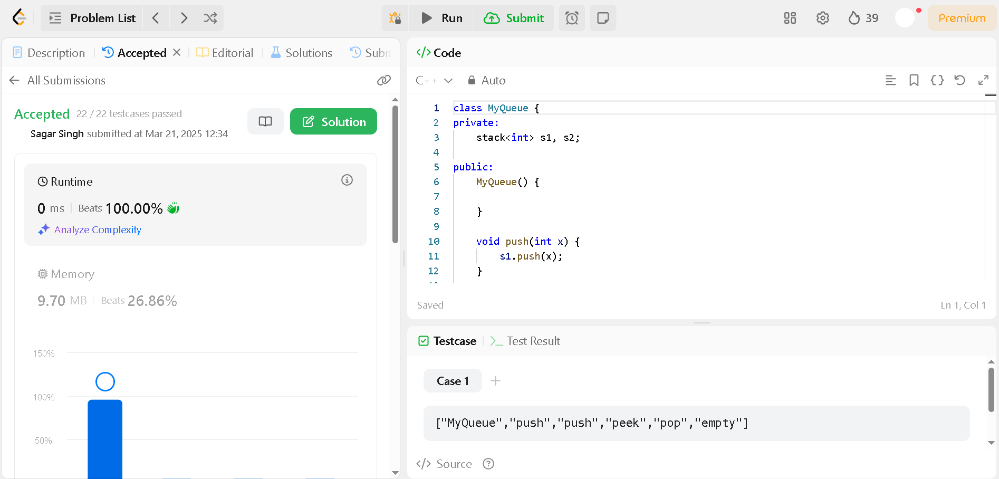 Problem List
Run
Submit
39
Premium
Description
Accepted
Editorial
Solutions
Subm
All Submissions
Accepted 22 / 22 testcases passed
Sagar Singh submitted at Mar 21, 2025 12:34
Solution
Runtime
0 ms Beats 100.00%
Analyze Complexity
Memory
9.70 MB Beats 26.86%
150%
100%
50%
</> Code
C++ Auto
1 class MyQueue {
2 private:
3 stack<int> s1, s2;
4
5 public:
6 MyQueue() {
7
8 }
9
10 void push(int x) {
11 s1.push(x);
12 }
Saved
Ln 1, Col 1
Testcase
Test Result
Case 1
["MyQueue","push","push","peek","pop","empty"]
</> Source